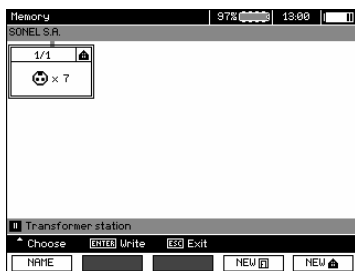 Memory 97% 13:00
SONEL S.A.
1/1
x 7
Transformer station
Choose ENTER Write ESC Exit
NAME NEW NEW